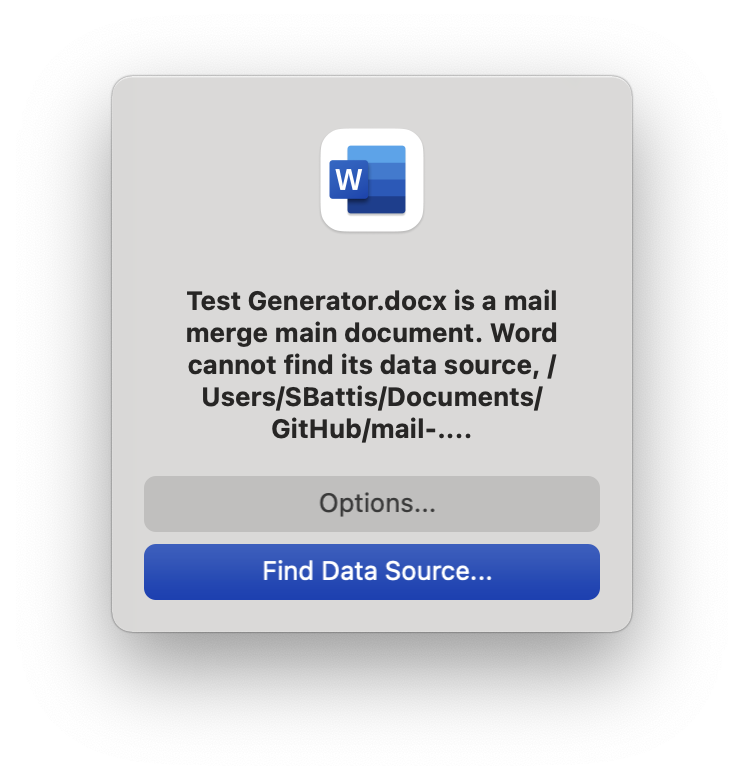 W
Test Generator.docx is a mail
merge main document. Word
cannot find its data source, /
Users/SBattis/Documents/
GitHub/mail-....
Options...
Find Data Source...